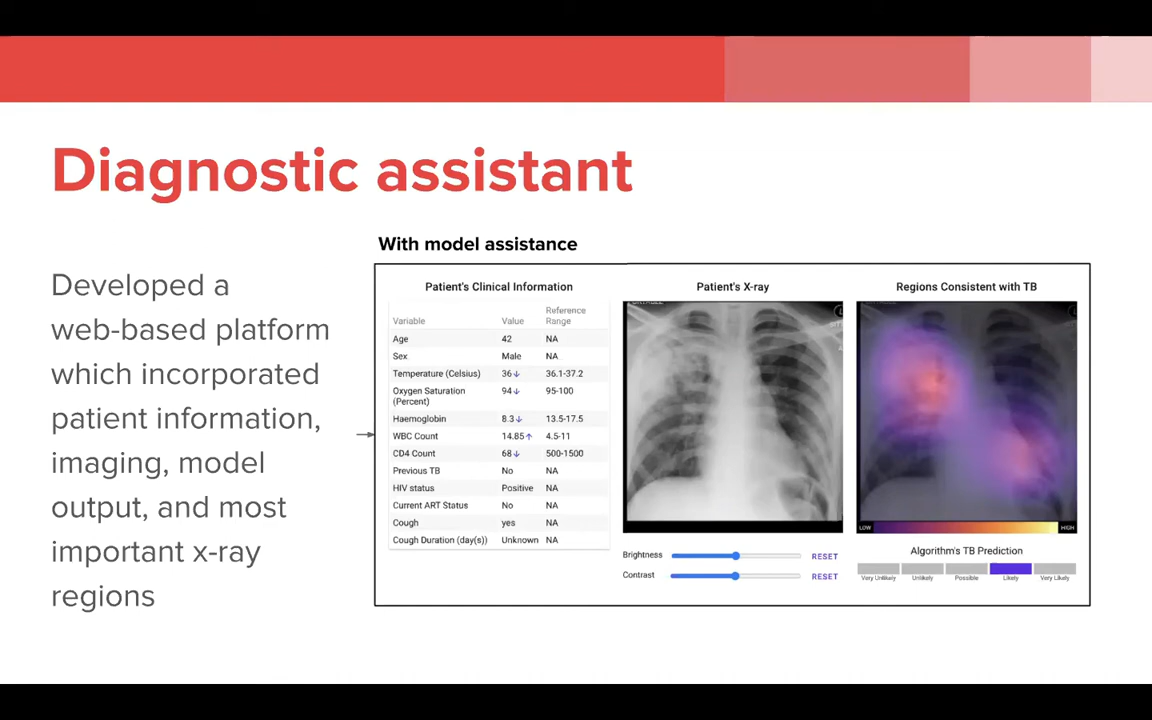 Diagnostic assistant
Developed a
web-based platform
which incorporated
patient information,
imaging, model
output, and most
important x-ray
regions
With model assistance
Patient's Clinical Information
Variable Value Reference Range
Age 42 NA
Sex Male NA
Temperature (Celsius) 36↓ 36.1-37.2
Oxygen Saturation (Percent) 94↓ 95-100
Haemoglobin 8.3↓ 13.5-17.5
WBC Count 14.85↑ 4.5-11
CD4 Count 68↓ 500-1500
Previous TB No NA
HIV status Positive NA
Current ART Status No NA
Cough yes NA
Cough Duration (day(s)) Unknown NA
Patient's X-ray
Brightness RESET
Contrast RESET
Regions Consistent with TB
LOW HIGH
Algorithm's TB Prediction
Very Unlikely Unlikely Possible Likely Very Likely